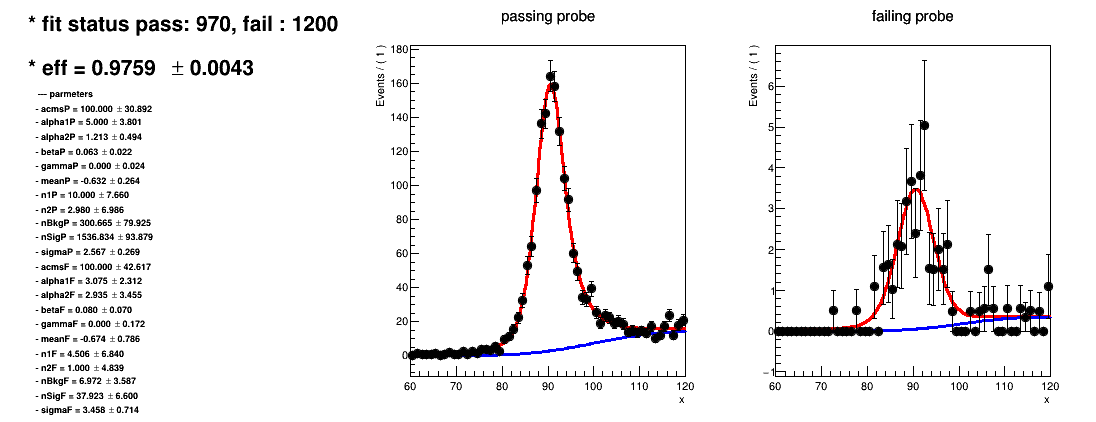 * fit status pass: 970, fail : 1200
* eff = 0.9759 ± 0.0043
--- parmeters
- acmsP = 100.000 ± 30.892
- alpha1P = 5.000 ± 3.801
- alpha2P = 1.213 ± 0.494
- betaP = 0.063 ± 0.022
- gammaP = 0.000 ± 0.024
- meanP = -0.632 ± 0.264
- n1P = 10.000 ± 7.660
- n2P = 2.980 ± 6.986
- nBkgP = 300.665 ± 79.925
- nSigP = 1536.834 ± 93.879
- sigmaP = 2.567 ± 0.269
- acmsF = 100.000 ± 42.617
- alpha1F = 3.075 ± 2.312
- alpha2F = 2.935 ± 3.455
- betaF = 0.080 ± 0.070
- gammaF = 0.000 ± 0.172
- meanF = -0.674 ± 0.786
- n1F = 4.506 ± 6.840
- n2F = 1.000 ± 4.839
- nBkgF = 6.972 ± 3.587
- nSigF = 37.923 ± 6.600
- sigmaF = 3.458 ± 0.714
passing probe
Events / ( 1 )
180
160
140
120
100
80
60
40
20
0
60 70 80 90 100 110 120
x
failing probe
Events / ( 1 )
6
5
4
3
2
1
0
−1
60 70 80 90 100 110 120
x